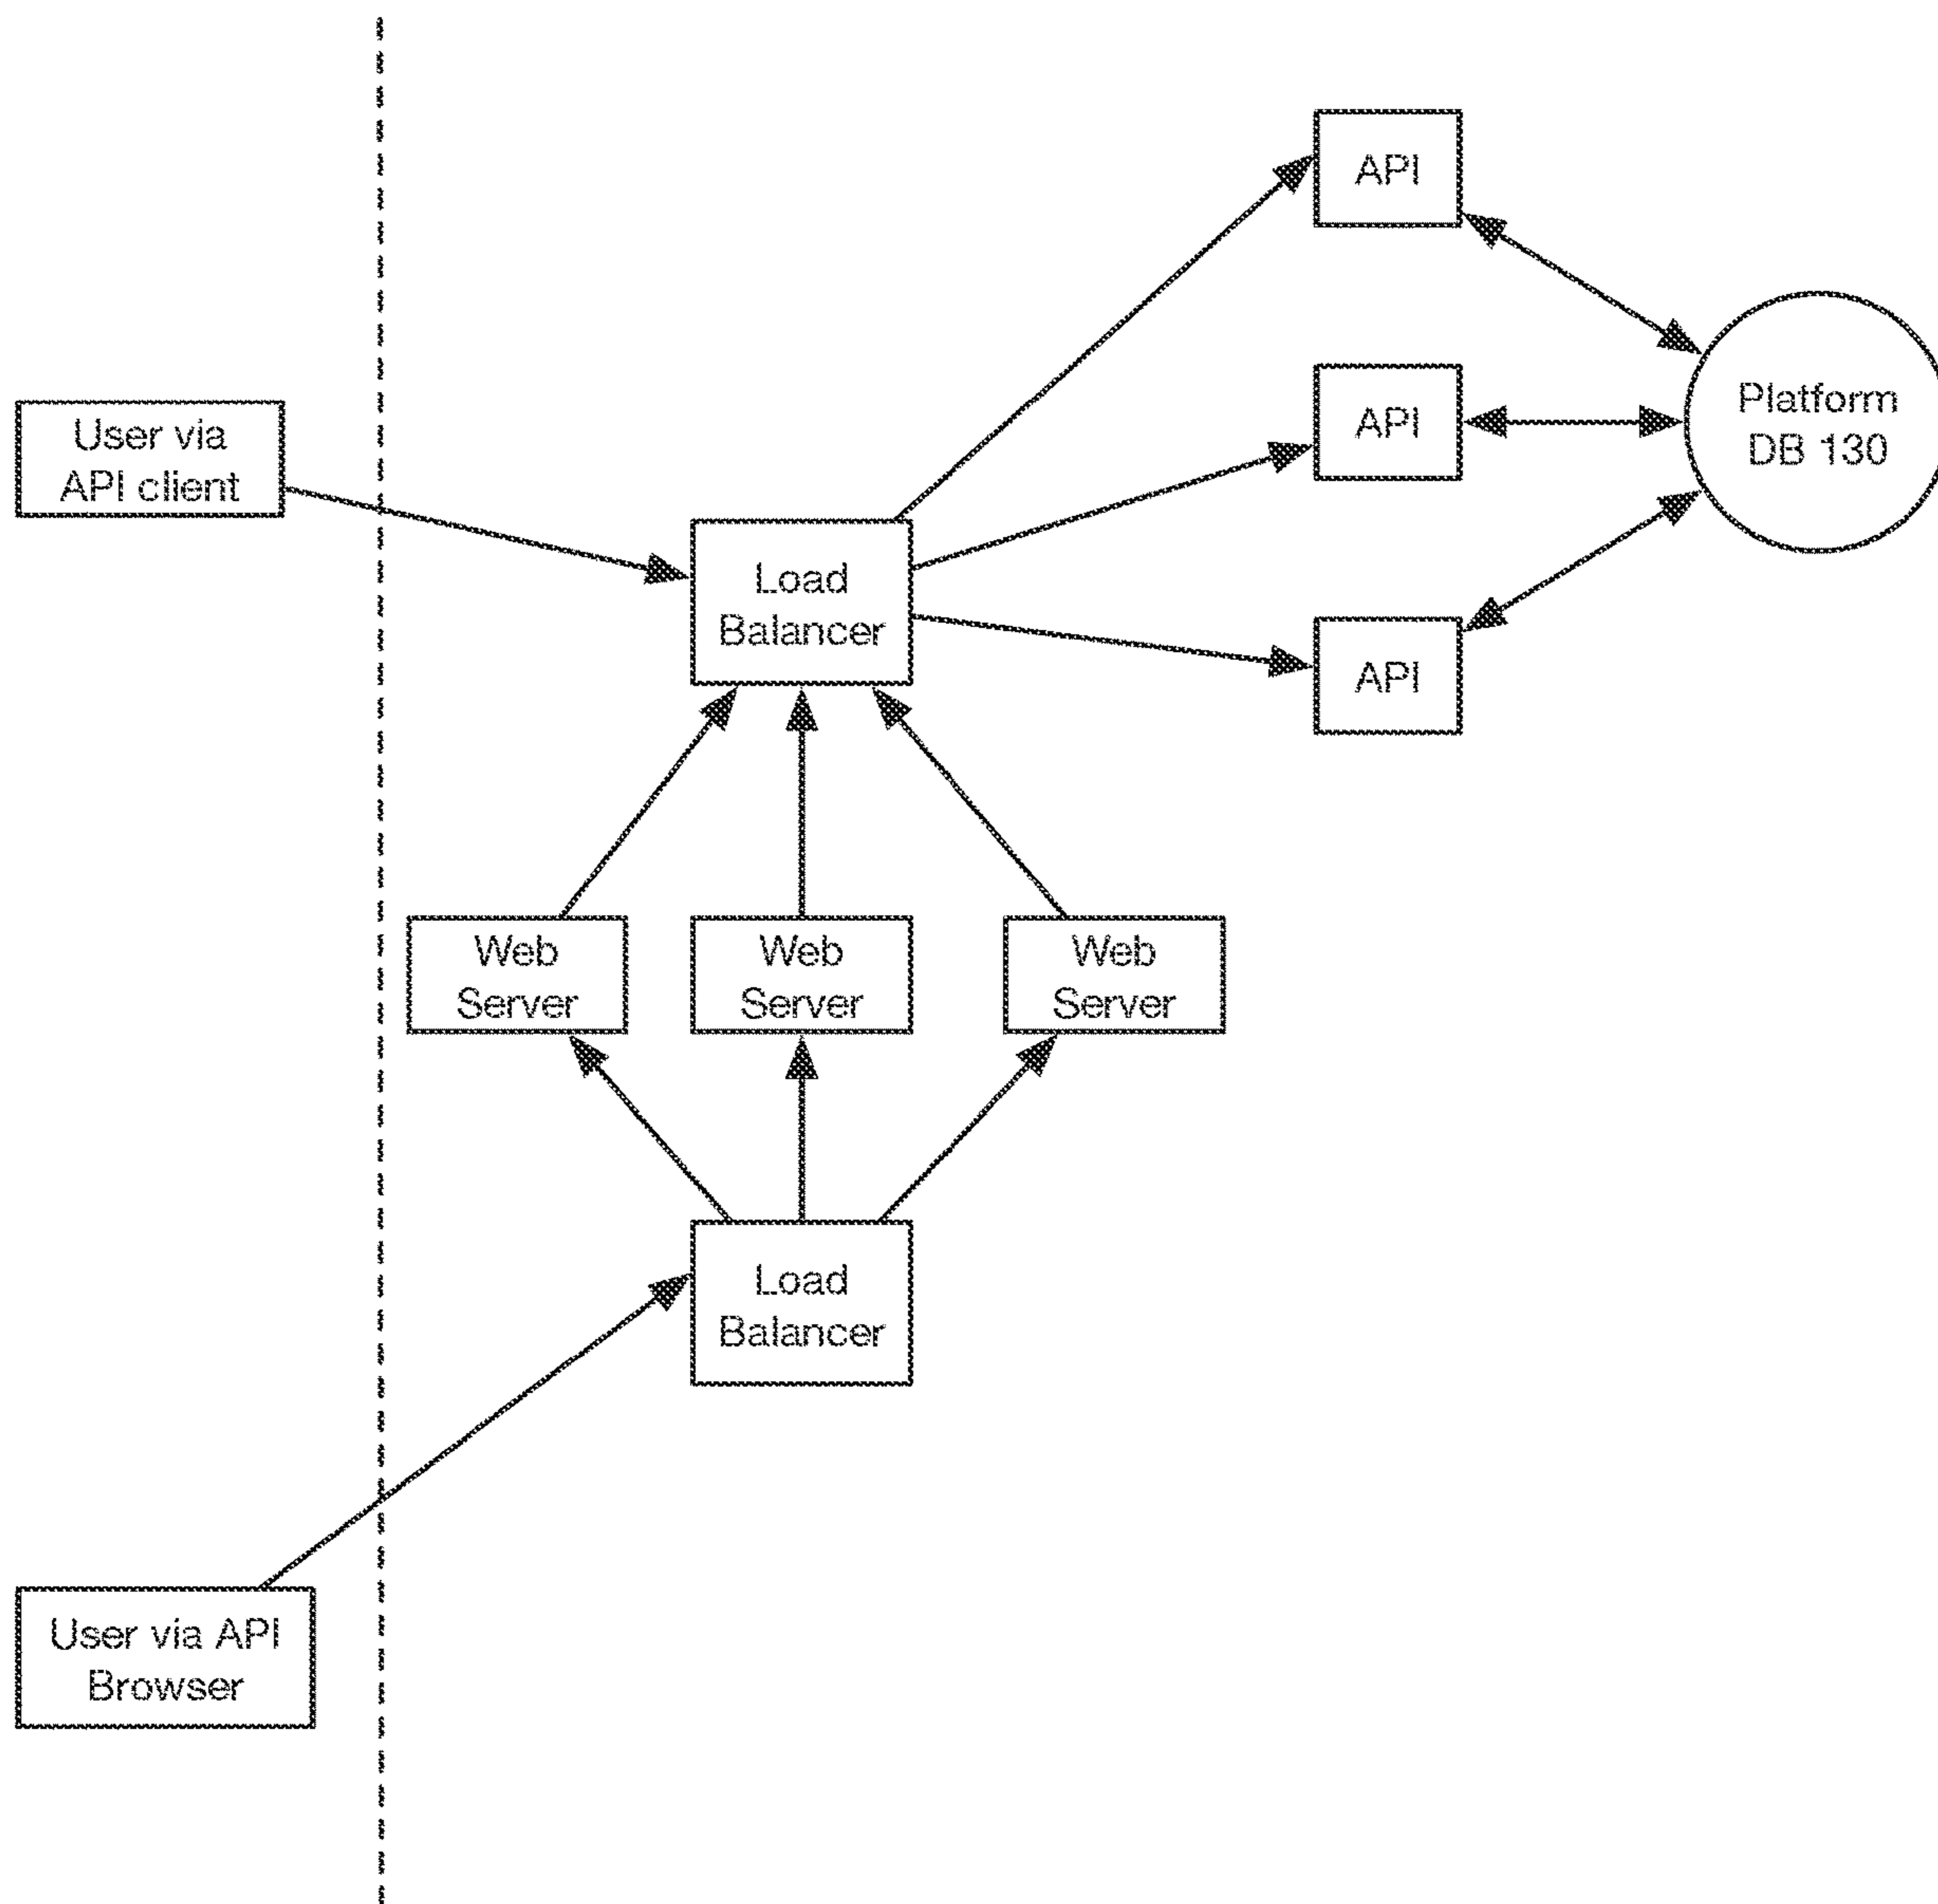 API
User via
API client
API
Platform
DB 130
Load
Balancer
API
Web
Server
Web
Server
Web
Server
Load
Balancer
User via API
Browser